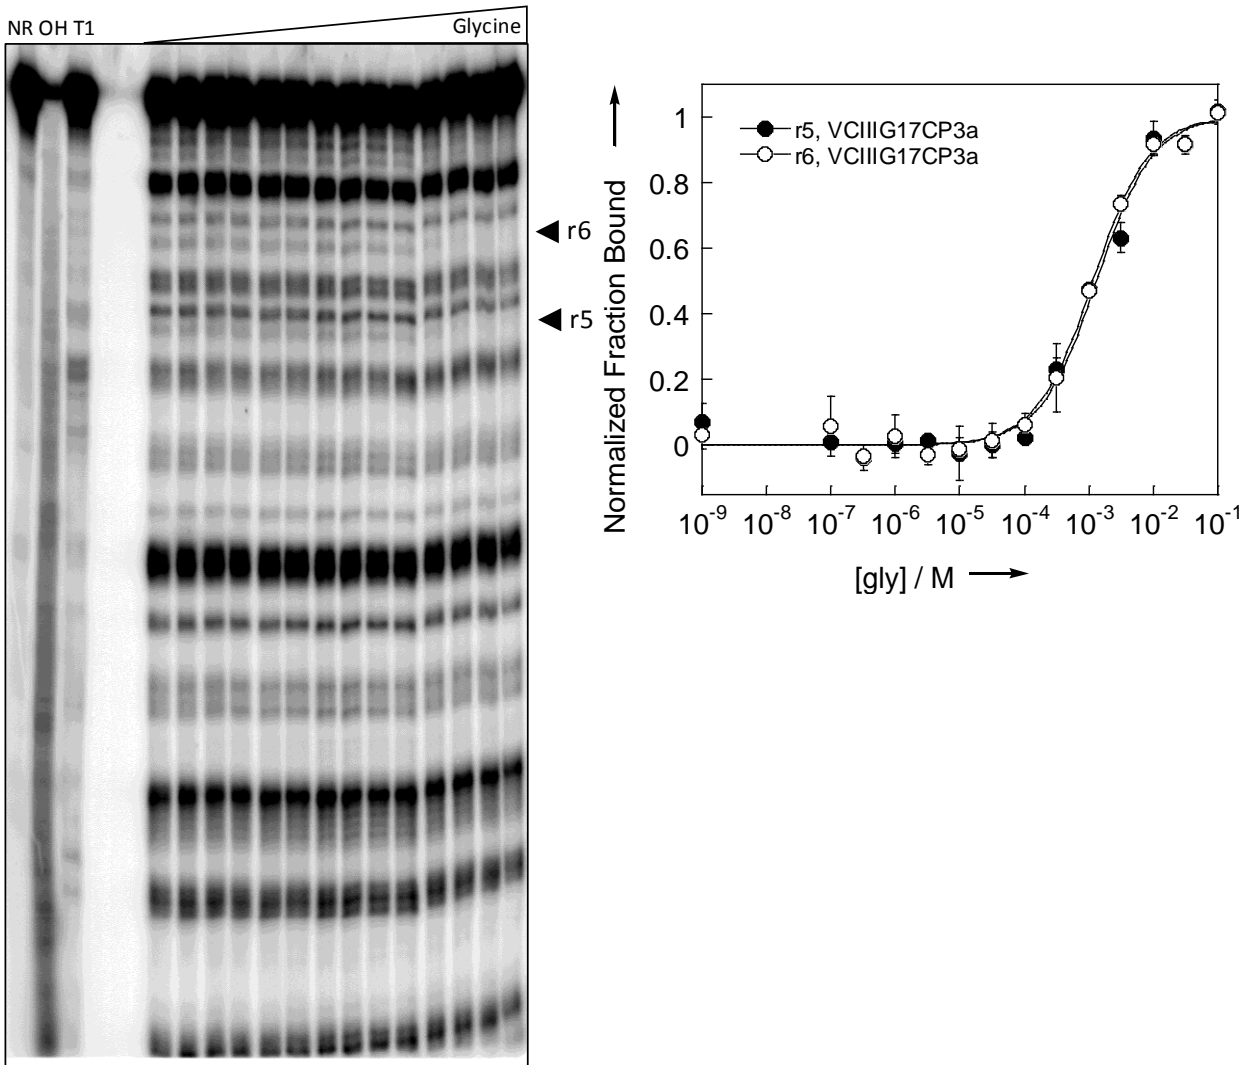 NR OH T1
Glycine
r6
r5
Normalized Fraction Bound
1
0.8
0.6
0.4
0.2
0
r5, VCIIIG17CP3a
r6, VCIIIG17CP3a
10-9 10-8 10-7 10-6 10-5 10-4 10-3 10-2 10-1
[gly] / M